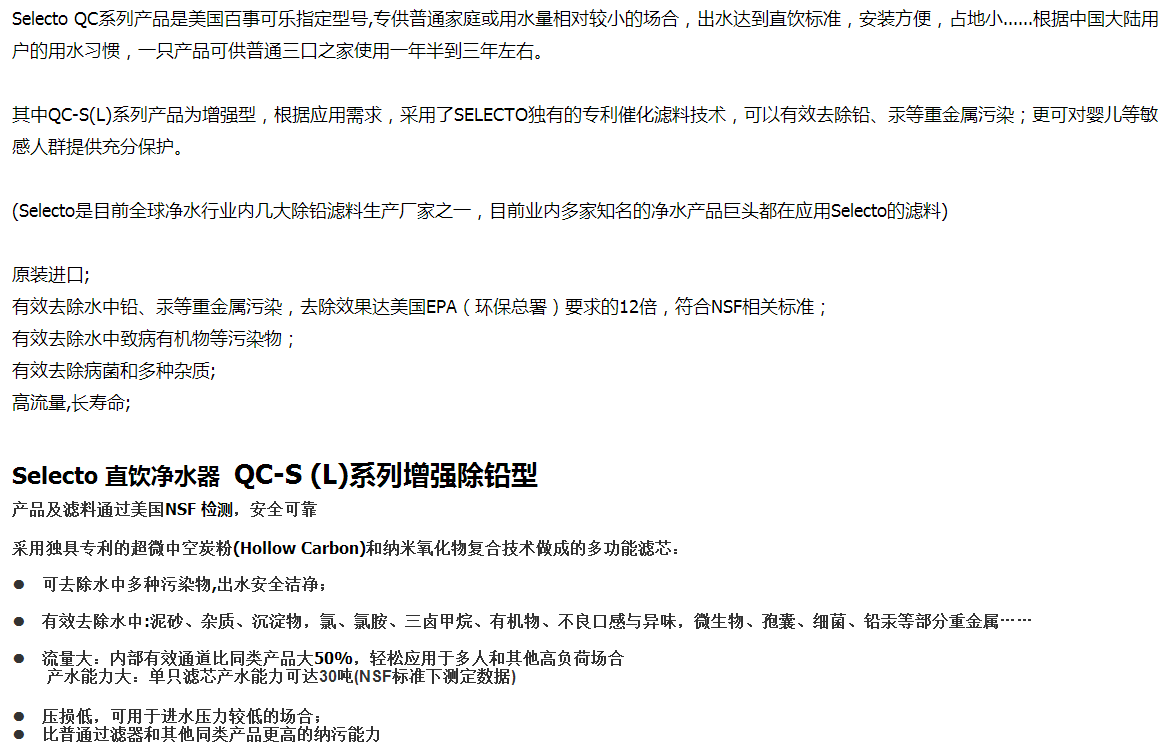 Selecto QC系列产品是美国百事可乐指定型号,专供普通家庭或用水量相对较小的场合，出水达到直饮标准，安装方便，占地小......根据中国大陆用
户的用水习惯，一只产品可供普通三口之家使用一年半到三年左右。
其中QC-S(L)系列产品为增强型，根据应用需求，采用了SELECTO独有的专利催化滤料技术，可以有效去除铅、汞等重金属污染；更可对婴儿等敏
感人群提供充分保护。
(Selecto是目前全球净水行业内几大除铅滤料生产厂家之一，目前业内多家知名的净水产品巨头都在应用Selecto的滤料)
原装进口;
有效去除水中铅、汞等重金属污染，去除效果达美国EPA（环保总署）要求的12倍，符合NSF相关标准；
有效去除水中致病有机物等污染物；
有效去除病菌和多种杂质;
高流量,长寿命;
Selecto 直饮净水器 QC-S (L)系列增强除铅型
产品及滤料通过美国NSF 检测，安全可靠
采用独具专利的超微中空炭粉(Hollow Carbon)和纳米氧化物复合技术做成的多功能滤芯：
● 可去除水中多种污染物,出水安全洁净；
● 有效去除水中:泥砂、杂质、沉淀物，氯、氯胺、三卤甲烷、有机物、不良口感与异味，微生物、孢囊、细菌、铅汞等部分重金属……
● 流量大：内部有效通道比同类产品大50%，轻松应用于多人和其他高负荷场合
产水能力大：单只滤芯产水能力可达30吨(NSF标准下测定数据)
● 压损低，可用于进水压力较低的场合；
● 比普通过滤器和其他同类产品更高的纳污能力